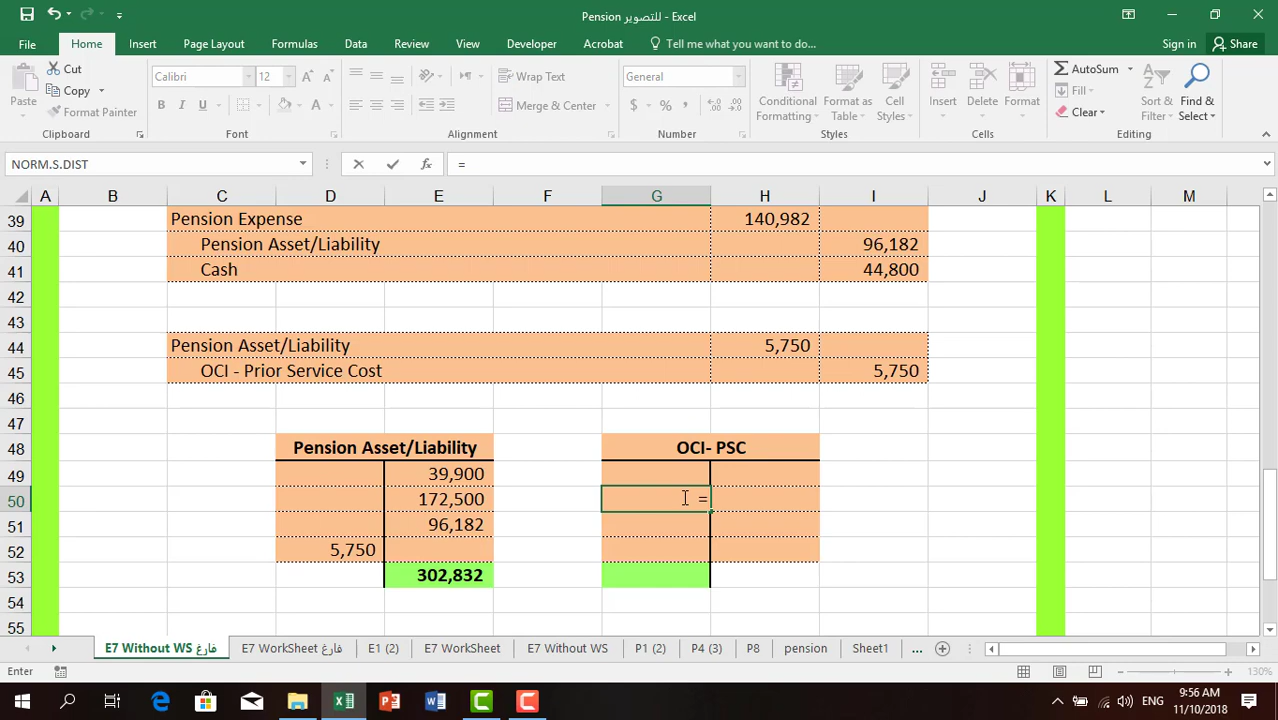 Pension للتصوير - Excel
File Home Insert Page Layout Formulas Data Review View Developer Acrobat Tell me what you want to do... Sign in Share
Paste Cut Copy Format Painter
Calibri 12
B I U A
Wrap Text Merge & Center
General
$ % ,
Conditional Formatting Format as Table Cell Styles
Insert Delete Format
AutoSum Fill Clear Sort & Filter Find & Select
Clipboard Font Alignment Number Styles Cells Editing
NORM.S.DIST fx =
A B C D E F G H I J K L M
39 Pension Expense 140,982
40 Pension Asset/Liability 96,182
41 Cash 44,800
42
43
44 Pension Asset/Liability 5,750
45 OCI - Prior Service Cost 5,750
46
47
48 Pension Asset/Liability OCI- PSC
49 39,900
50 172,500 =
51 96,182
52 5,750
53 302,832
54
55
E7 Without WS فارغ E7 WorkSheet فارغ E1 (2) E7 WorkSheet E7 Without WS P1 (2) P4 (3) P8 pension Sheet1 ...
Enter 130%
ENG 9:56 AM
11/10/2018